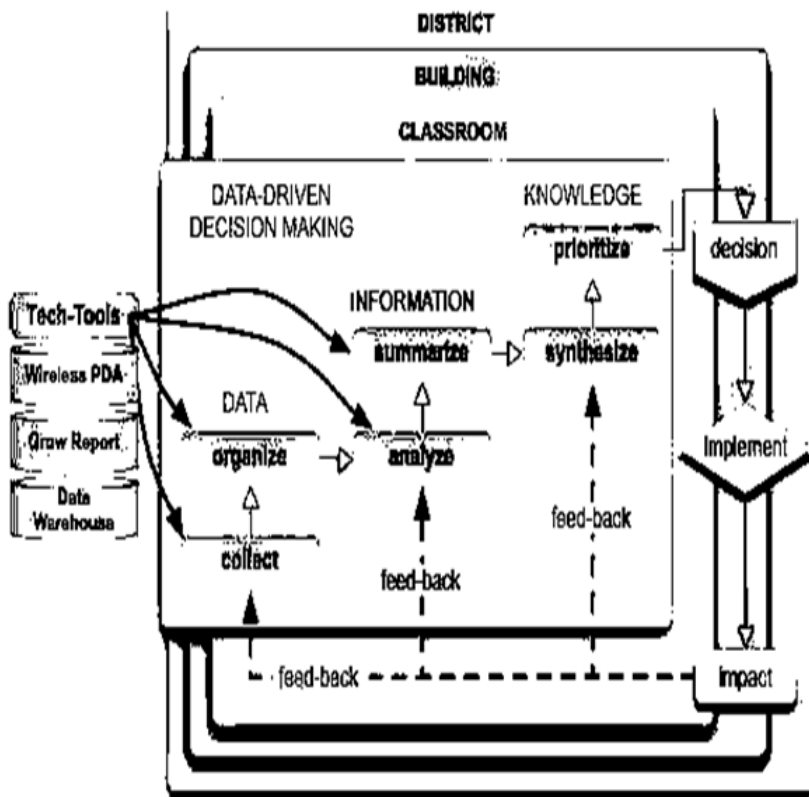 DISTRICT
BUILDING
CLASSROOM
DATA-DRIVEN
DECISION MAKING
KNOWLEDGE
prioritize
decision
INFORMATION
Tech-Tools
summarize
synthesize
Wireless PDA
DATA
Grow Report
organize
analyze
Implement
Data
Warehouse
collect
feed-back
feed-back
feed-back
impact